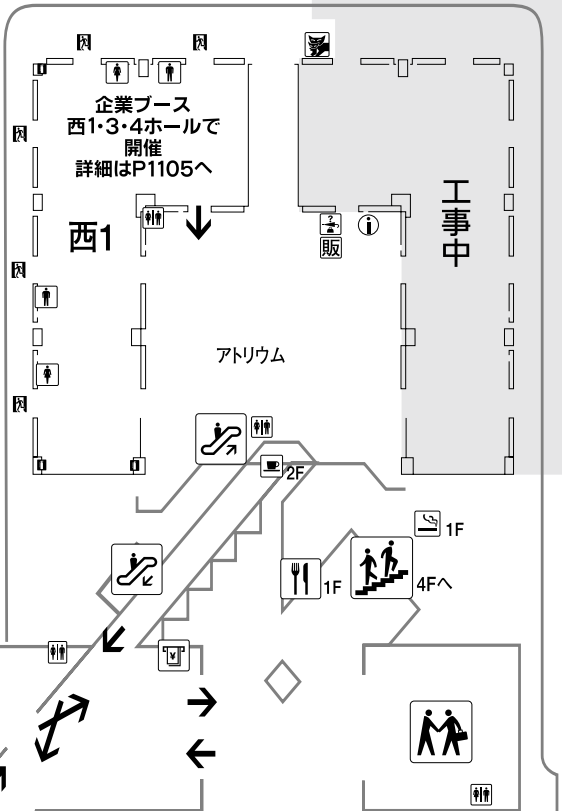 企業ブース
西1・3・4ホールで
開催
詳細はP1105へ
西1
工事中
?
販
i
アトリウム
2F
1F
1F
4Fへ
¥